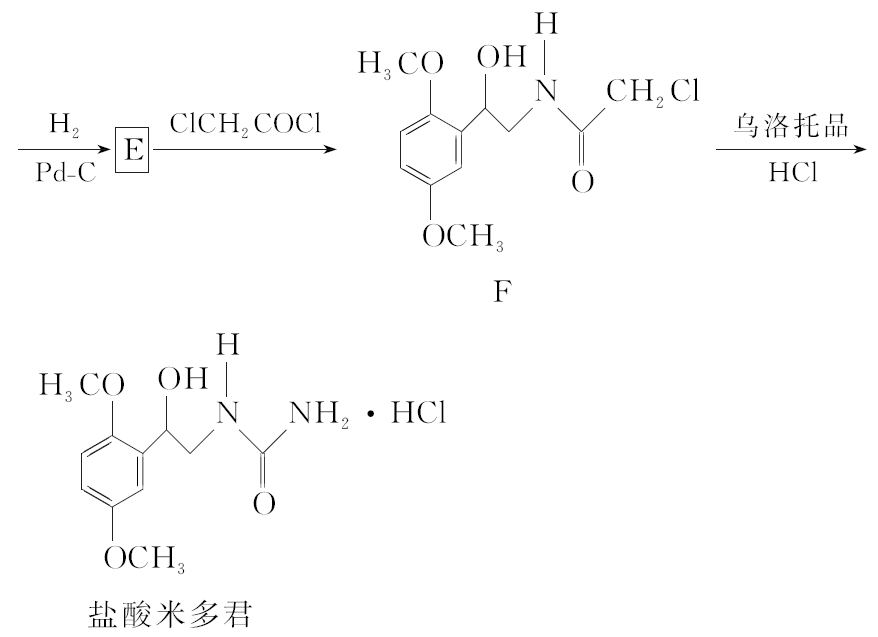 H₂
Pd-C
E
ClCH₂COCl
H₃CO
OH
H
N
CH₂Cl
O
OCH₃
F
乌洛托品
HCl
H₃CO
OH
H
N
NH₂ · HCl
O
OCH₃
盐酸米多君